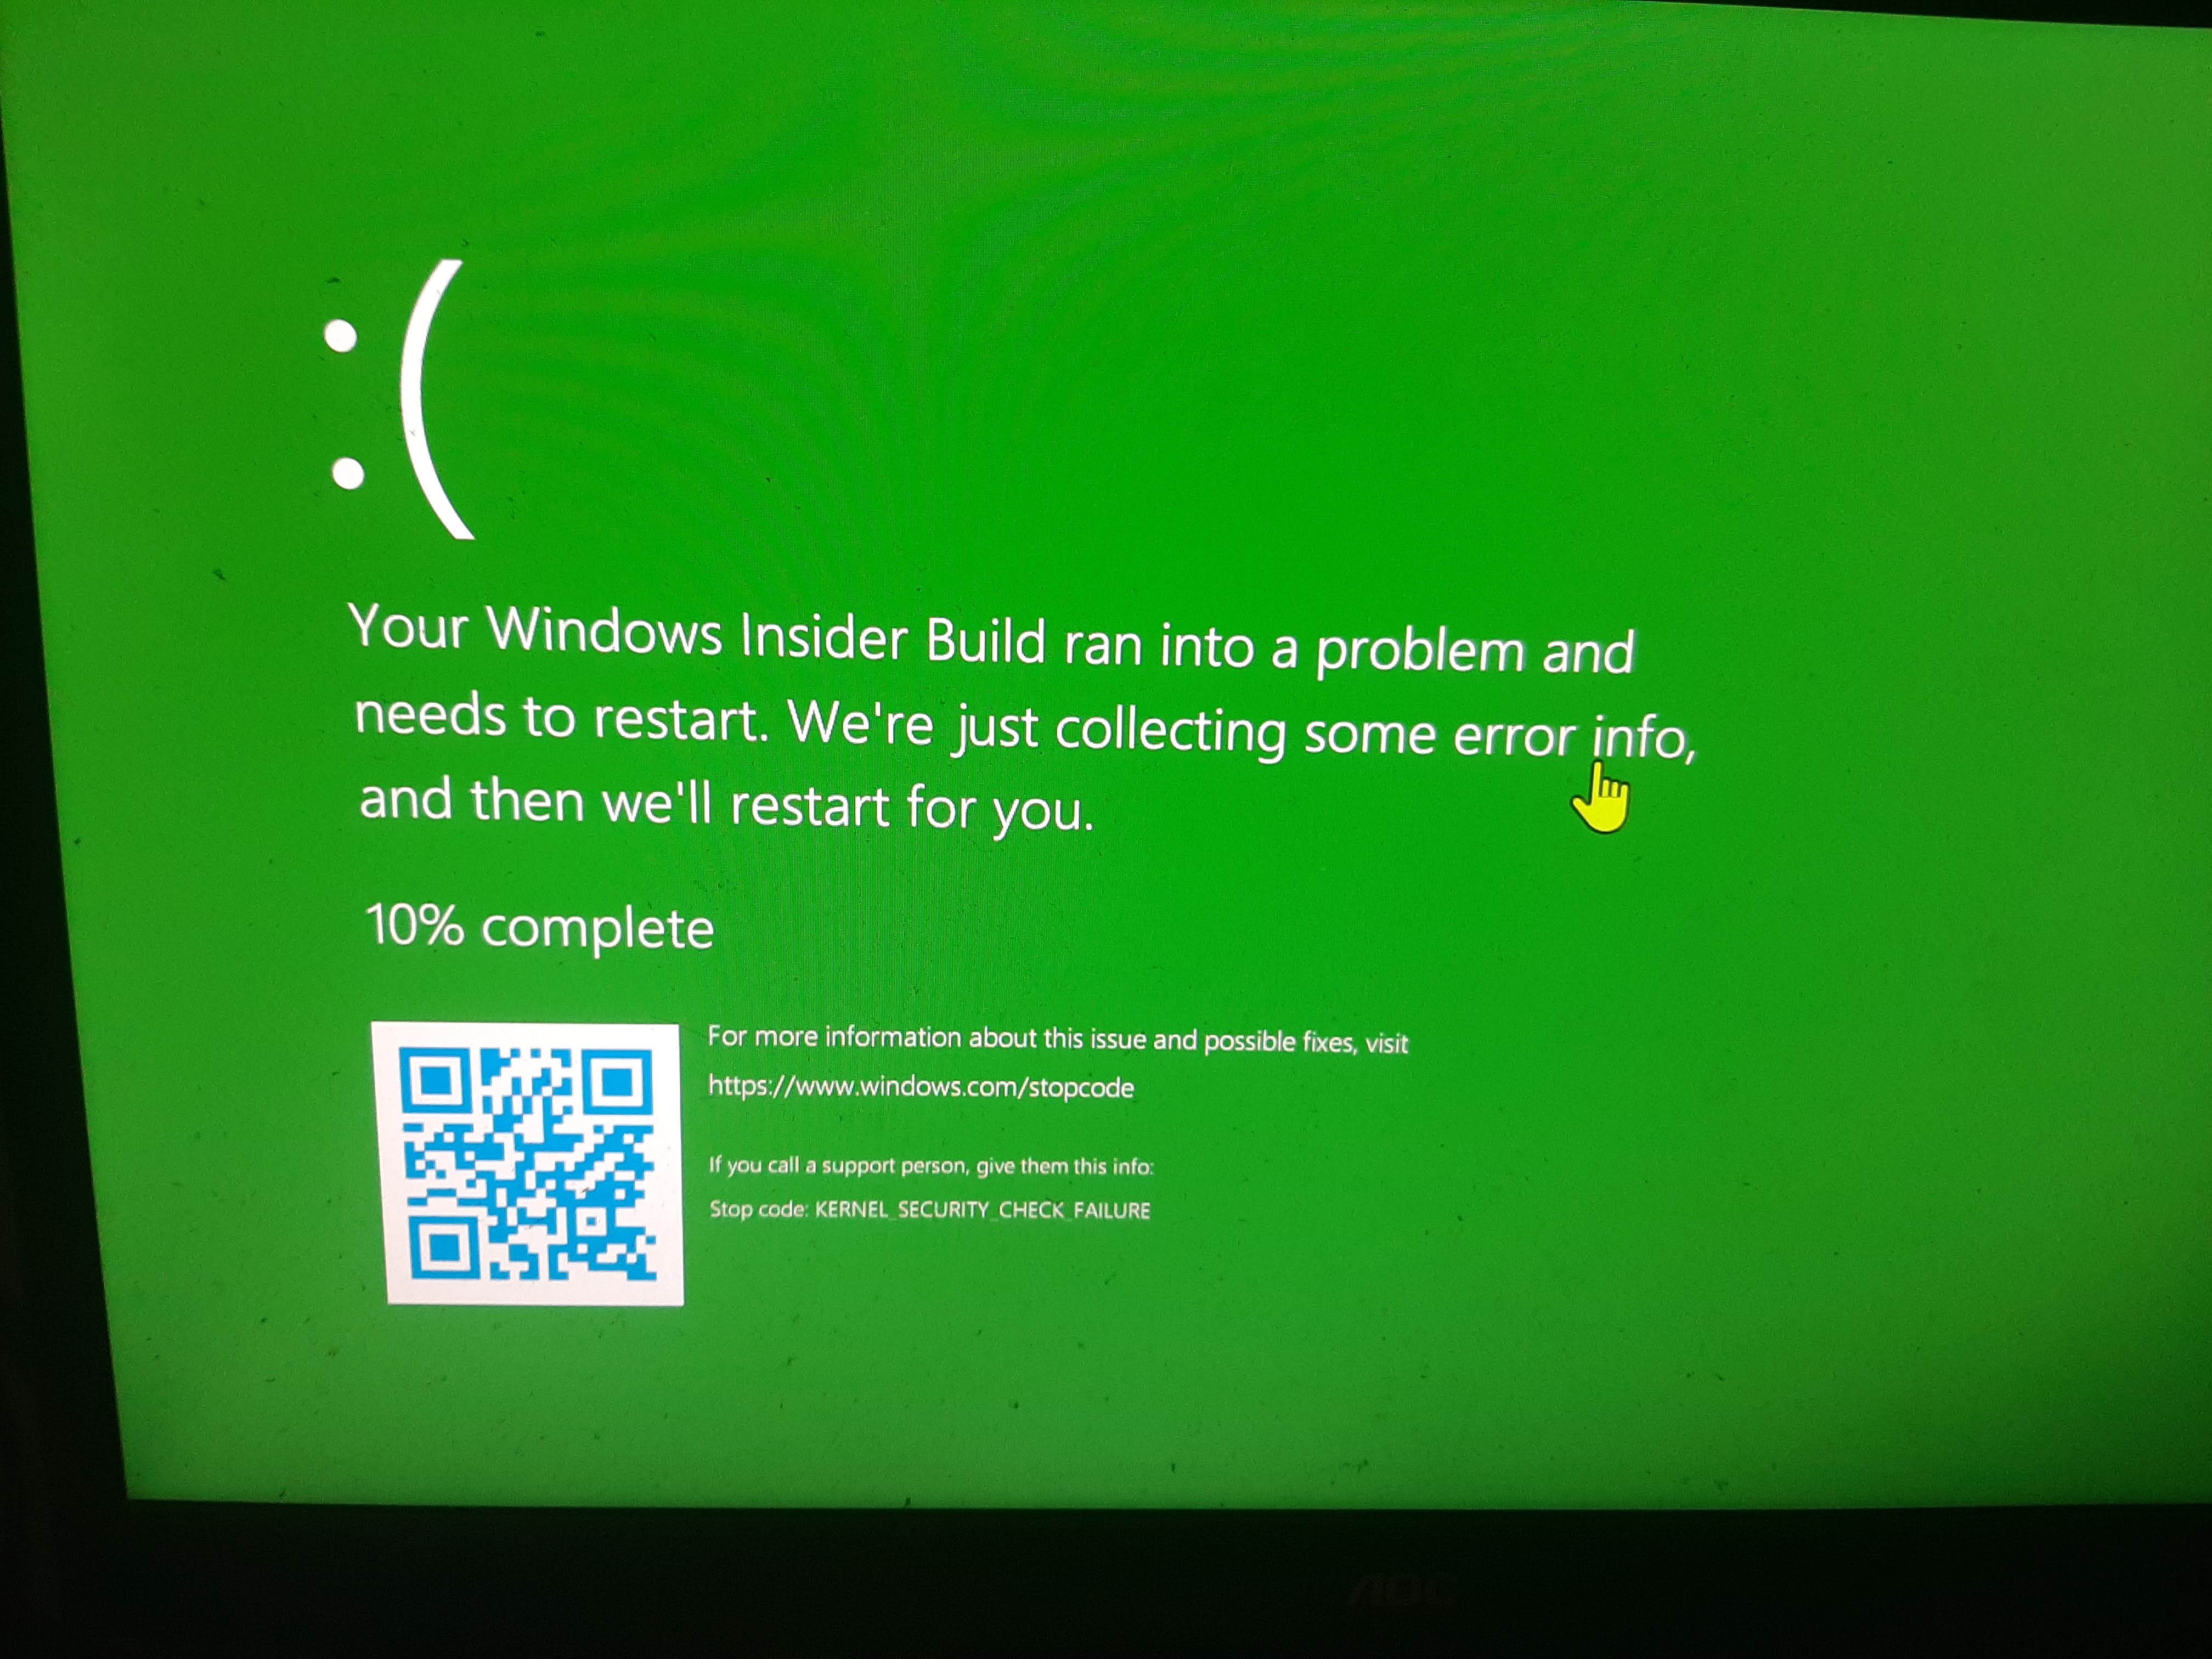 :(
Your Windows Insider Build ran into a problem and
needs to restart. We're just collecting some error info,
and then we'll restart for you.
10% complete
For more information about this issue and possible fixes, visit
https://www.windows.com/stopcode
If you call a support person, give them this info:
Stop code: KERNEL_SECURITY_CHECK_FAILURE
AOC